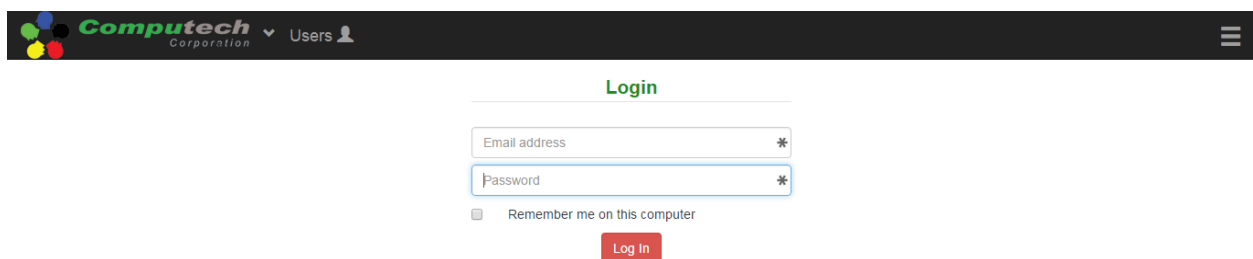 Computech
Corporation
Users
Login
Email address
Password
Remember me on this computer
Log In